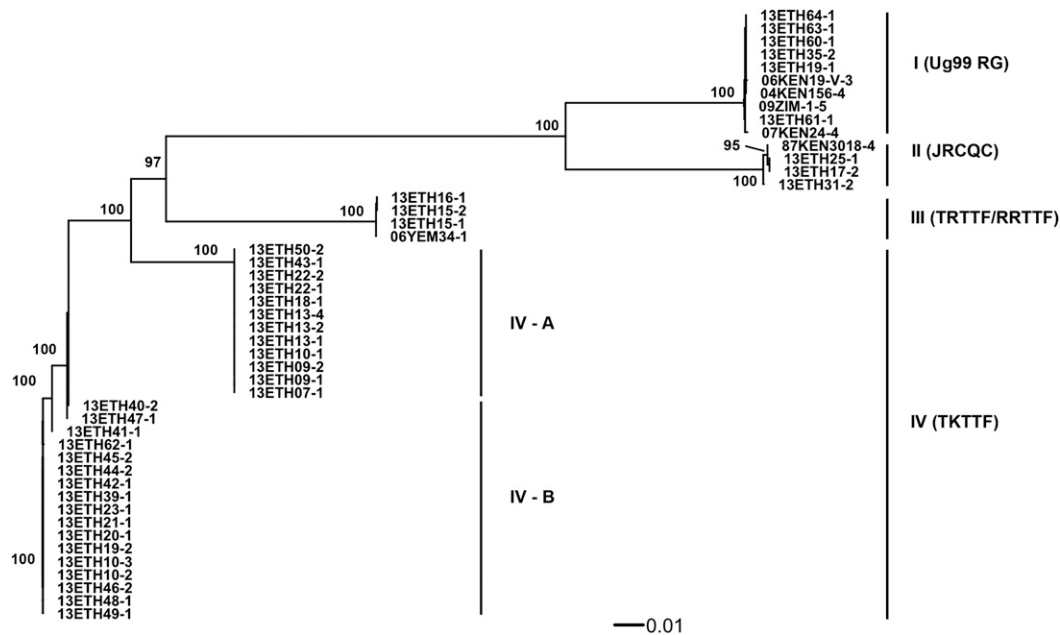 13ETH64-1
13ETH63-1
13ETH60-1
13ETH35-2
13ETH19-1
06KEN19-V-3
04KEN156-4
09ZIM-1-5
13ETH61-1
07KEN24-4
100
I (Ug99 RG)
100
95
87KEN3018-4
13ETH25-1
13ETH17-2
13ETH31-2
100
II (JRCQC)
97
13ETH16-1
13ETH15-2
13ETH15-1
06YEM34-1
100
III (TRTTF/RRTTF)
100
13ETH50-2
13ETH43-1
13ETH22-2
13ETH22-1
13ETH18-1
13ETH13-4
13ETH13-2
13ETH13-1
13ETH10-1
13ETH09-2
13ETH09-1
13ETH07-1
100
IV - A
100
100
13ETH40-2
13ETH47-1
13ETH41-1
13ETH62-1
13ETH45-2
13ETH44-2
13ETH42-1
13ETH39-1
13ETH23-1
13ETH21-1
13ETH20-1
13ETH19-2
13ETH10-3
13ETH10-2
13ETH46-2
13ETH48-1
13ETH49-1
100
IV - B
IV (TKTTF)
0.01